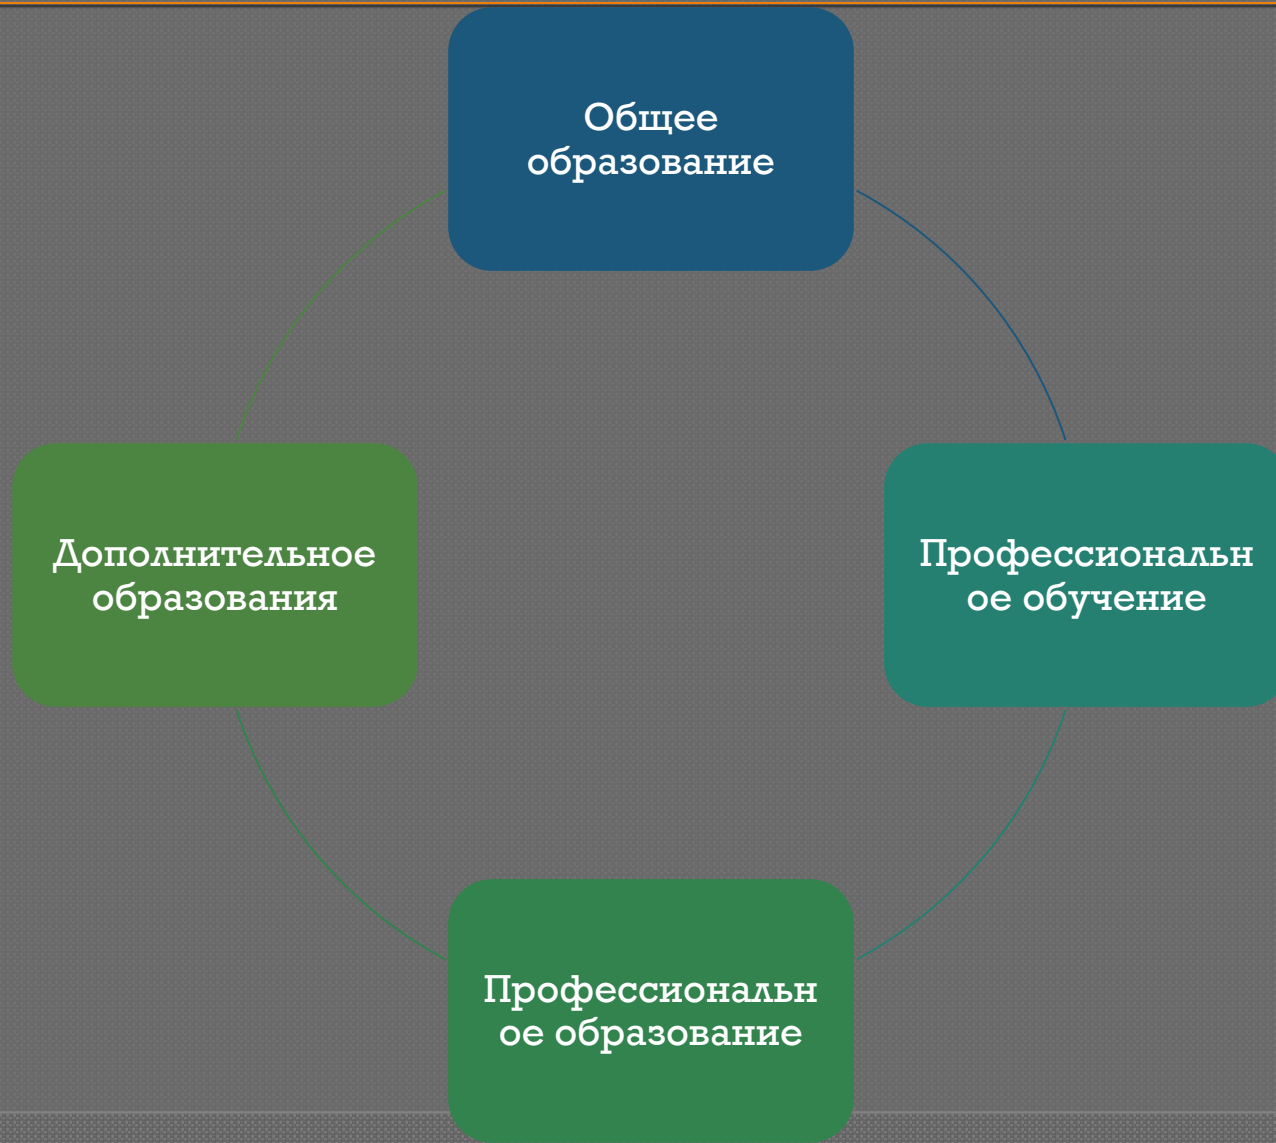 Общее
образование
Дополнительное
образования
Профессиональн
ое обучение
Профессиональн
ое образование